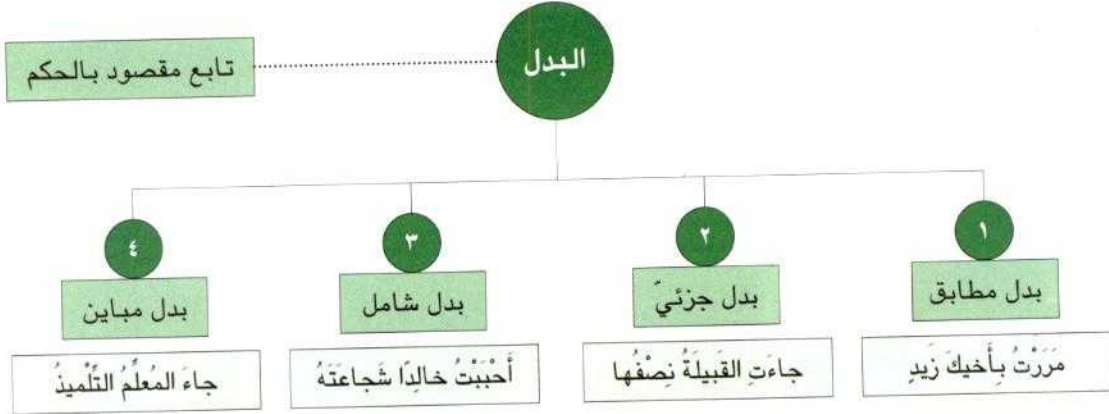 البدل
تابع مقصود بالحكم
١
بدل مطابق
مَرَرْتُ بِأَخيكَ زَيدٍ
٢
بدل جزئيّ
جاءَتِ القَبيلَةُ نِصْفُها
٣
بدل شامل
أَحْبَبْتُ خالِدًا شَجاعَتَهُ
٤
بدل مباين
جاءَ المُعلِّمُ التِّلْميذُ